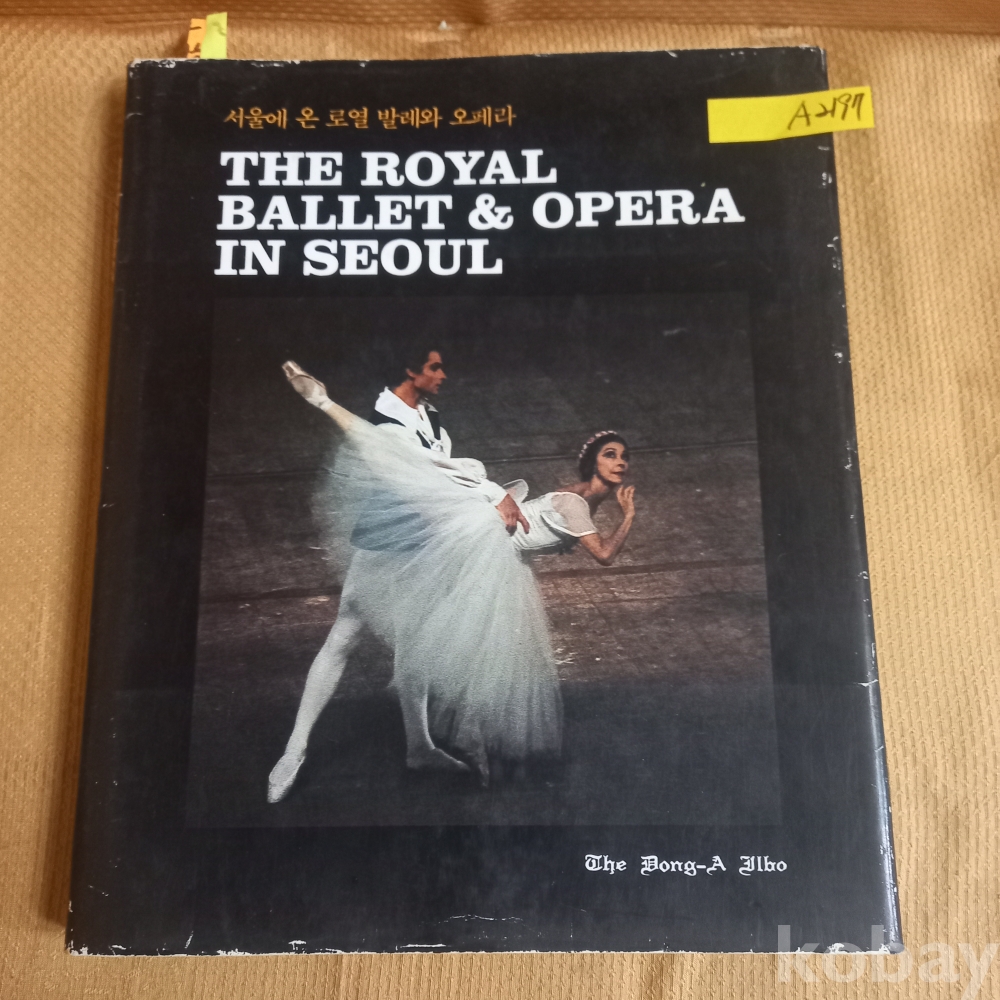 서울에 온 로열 발레와 오페라
A2197
THE ROYAL
BALLET & OPERA
IN SEOUL
The Dong-A Ilbo
kobay